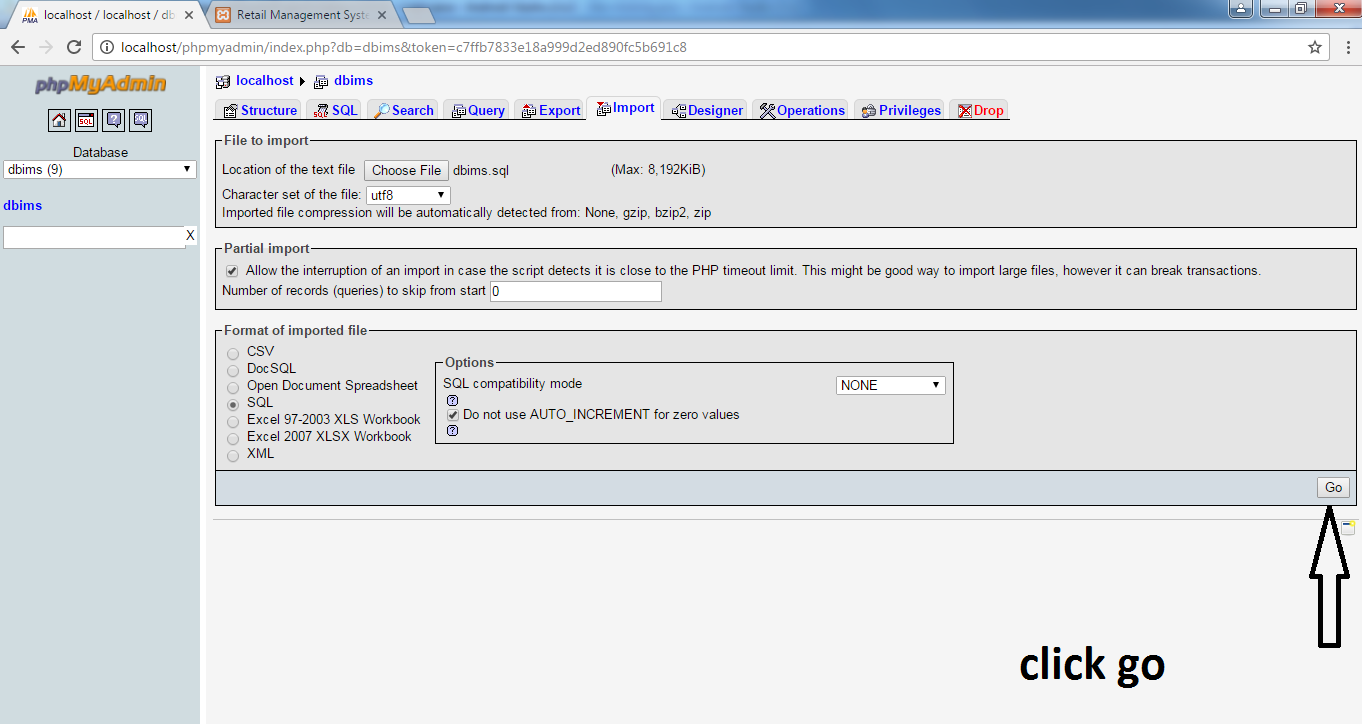 localhost / localhost / db
Retail Management Syste
localhost/phpmyadmin/index.php?db=dbims&token=c7ffb7833e18a999d2ed890fc5b691c8
phpMyAdmin
Database
dbims (9)
dbims
X
localhost dbims
Structure SQL Search Query Export Import Designer Operations Privileges Drop
File to import
Location of the text file Choose File dbims.sql (Max: 8,192KiB)
Character set of the file: utf8
Imported file compression will be automatically detected from: None, gzip, bzip2, zip
Partial import
Allow the interruption of an import in case the script detects it is close to the PHP timeout limit. This might be good way to import large files, however it can break transactions.
Number of records (queries) to skip from start 0
Format of imported file
CSV
DocSQL
Open Document Spreadsheet
SQL
Excel 97-2003 XLS Workbook
Excel 2007 XLSX Workbook
XML
Options
SQL compatibility mode NONE
Do not use AUTO_INCREMENT for zero values
Go
click go